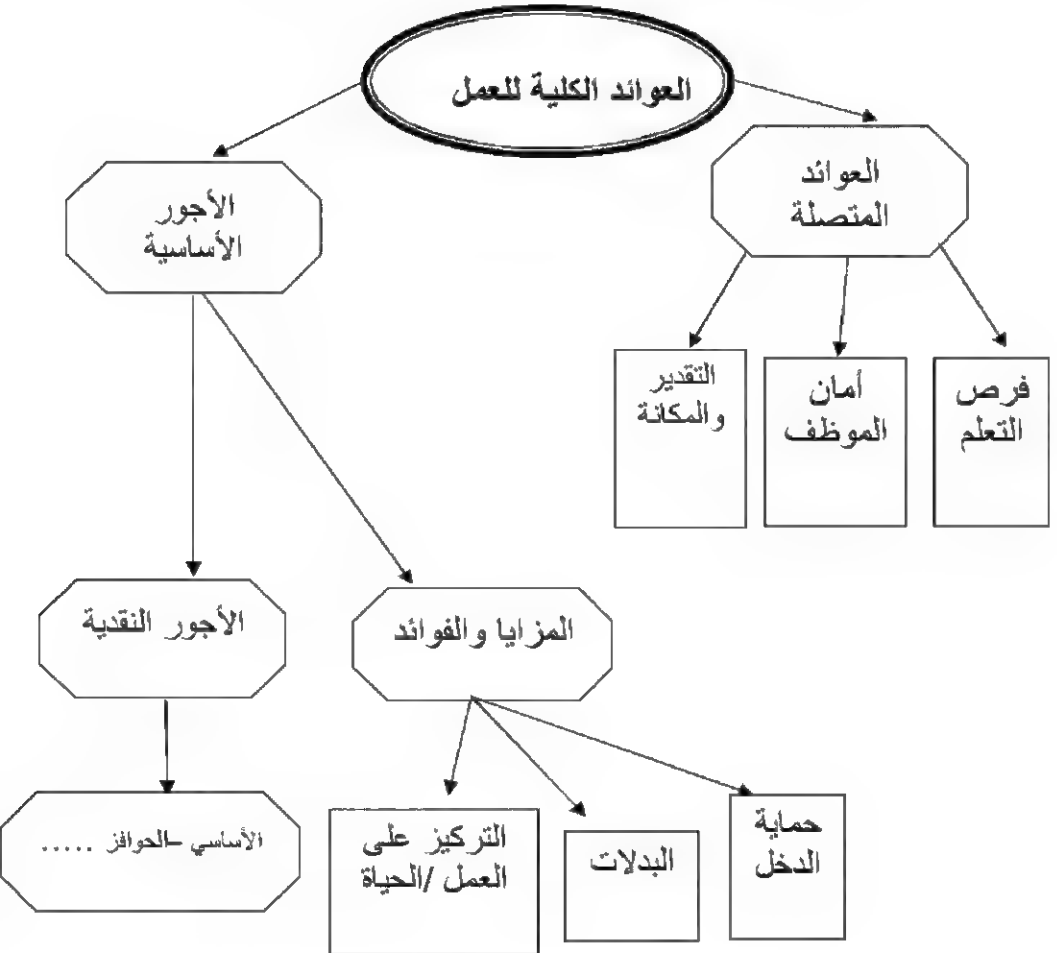 العوائد الكلية للعمل
العوائد
المتصلة
الأجور
الأساسية
فرص
التعلم
أمان
الموظف
التقدير
والمكانة
المزايا والفوائد
الأجور النقدية
حماية
الدخل
البدلات
التركيز على
العمل /الحياة
الأساسي –الحوافز .....